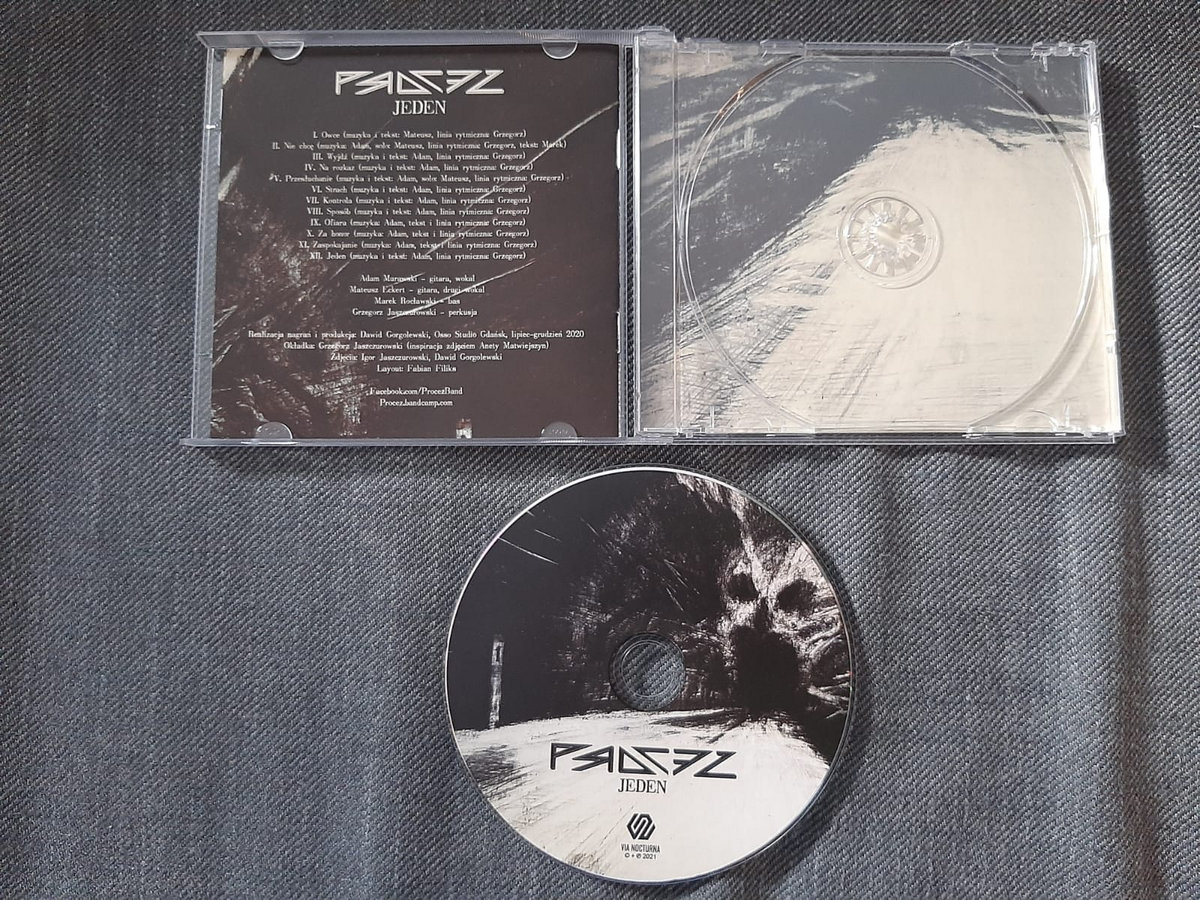 PROCEZ
JEDEN
I. Owce (muzyka i tekst: Mateusz, linia rytmiczna: Grzegorz)
II. Nie chcę (muzyka: Adam, solo: Mateusz, linia rytmiczna: Grzegorz, tekst: Marek)
III. Wyjdź (muzyka i tekst: Adam, linia rytmiczna: Grzegorz)
IV. Na rozkaz (muzyka i tekst: Adam, linia rytmiczna: Grzegorz)
V. Przesłuchanie (muzyka i tekst: Adam, solo: Mateusz, linia rytmiczna: Grzegorz)
VI. Strach (muzyka i tekst: Adam, linia rytmiczna: Grzegorz)
VII. Kontrola (muzyka i tekst: Adam, linia rytmiczna: Grzegorz)
VIII. Sposób (muzyka i tekst: Adam, linia rytmiczna: Grzegorz)
IX. Ofiara (muzyka: Adam, tekst i linia rytmiczna: Grzegorz)
X. Za honor (muzyka: Adam, tekst i linia rytmiczna: Grzegorz)
XI. Zaspokajanie (muzyka: Adam, tekst i linia rytmiczna: Grzegorz)
XII. Jeden (muzyka i tekst: Adam, linia rytmiczna: Grzegorz)
Adam Murawski - gitara, wokal
Mateusz Eckert - gitara, drugi wokal
Marek Rocławski - bas
Grzegorz Jaszczurowski - perkusja
Realizacja nagrań i produkcja: Dawid Gorgolewski, Osso Studio Gdańsk, lipiec-grudzień 2020
Okładka: Grzegorz Jaszczurowski (inspiracja zdjęciem Anety Matwiejszyn)
Zdjęcia: Igor Jaszczurowski, Dawid Gorgolewski
Layout: Fabian Filiks
Facebook.com/ProcezBand
Procez.bandcamp.com
PROCEZ
JEDEN
VIA NOCTURNA
© + ℗ 2021